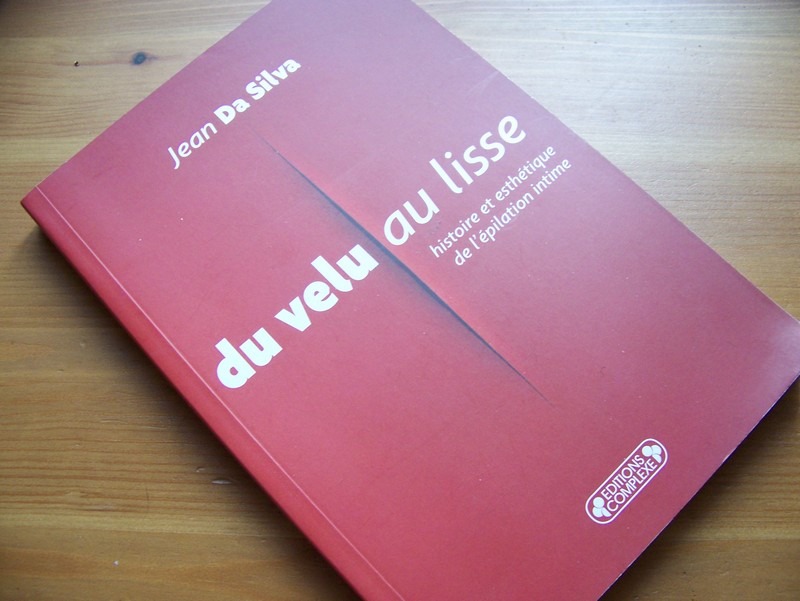 Jean Da Silva
du velu au lisse
histoire et esthétique
de l'épilation intime
EDITIONS
COMPLEXE